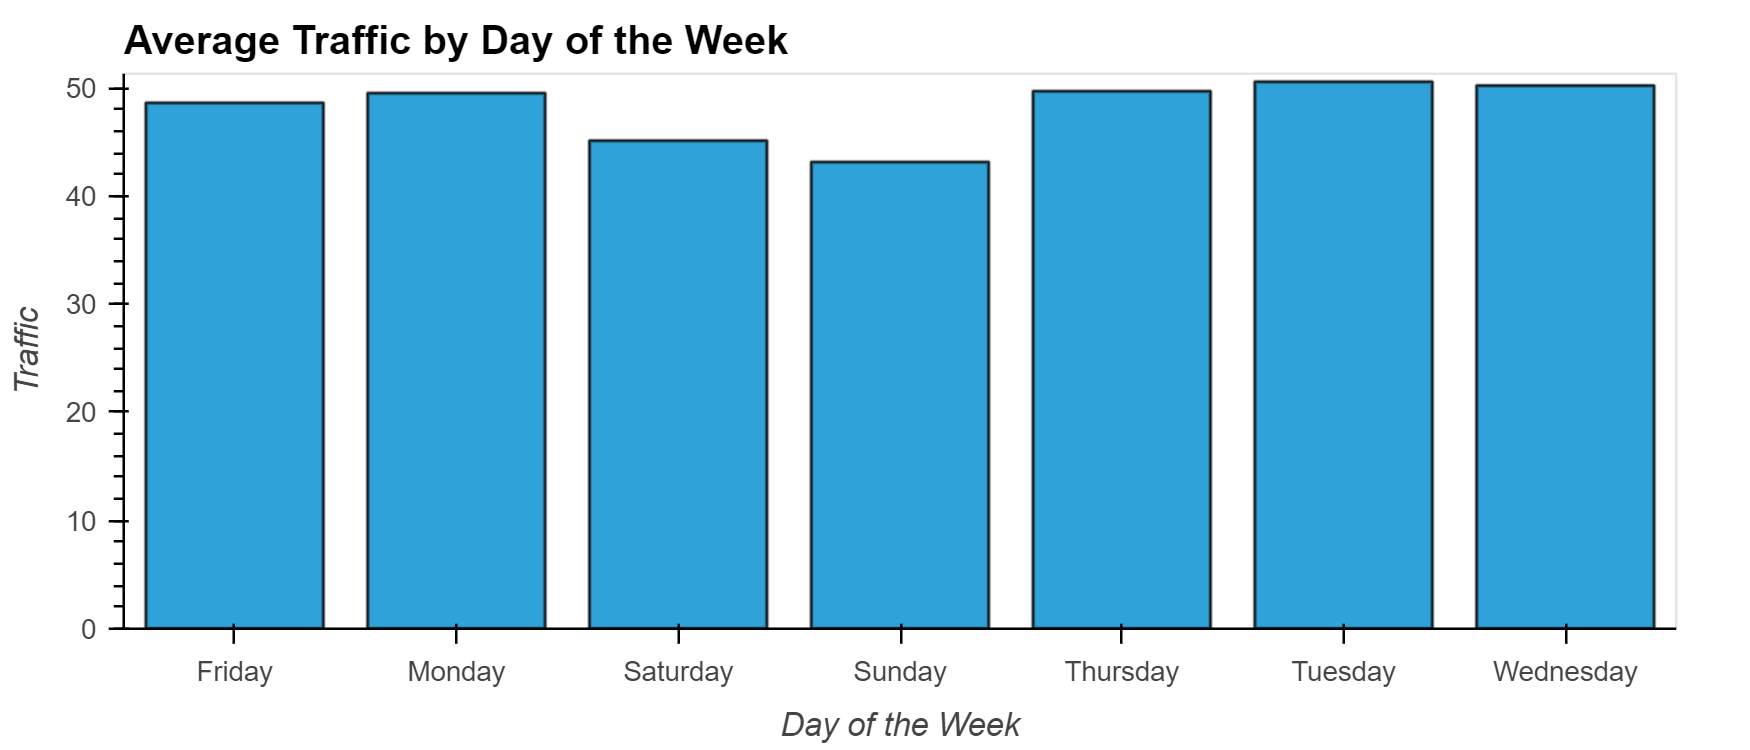 Average Traffic by Day of the Week
50
40
30
20
10
0
Traffic
Friday Monday Saturday Sunday Thursday Tuesday Wednesday
Day of the Week